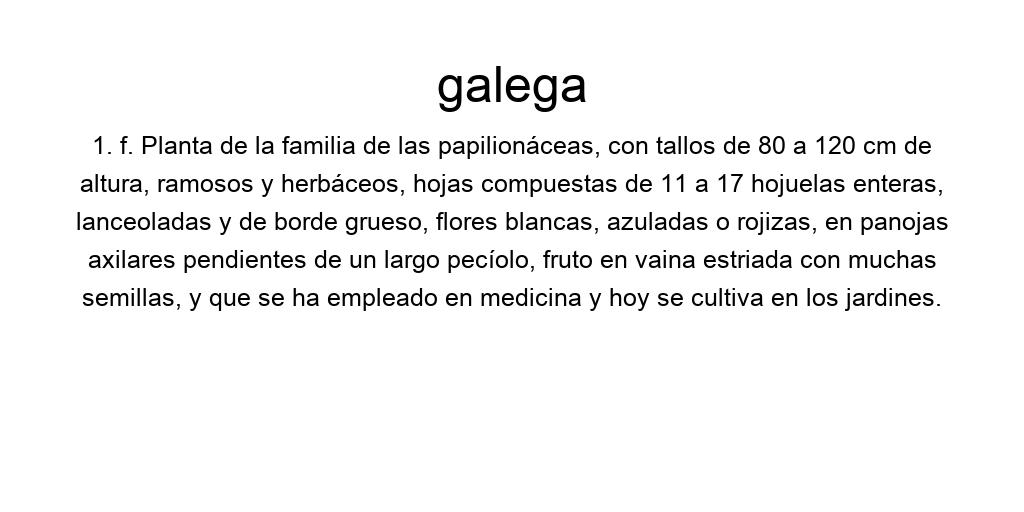 galega
1. f. Planta de la familia de las papilionáceas, con tallos de 80 a 120 cm de
altura, ramosos y herbáceos, hojas compuestas de 11 a 17 hojuelas enteras,
lanceoladas y de borde grueso, flores blancas, azuladas o rojizas, en panojas
axilares pendientes de un largo pecíolo, fruto en vaina estriada con muchas
semillas, y que se ha empleado en medicina y hoy se cultiva en los jardines.